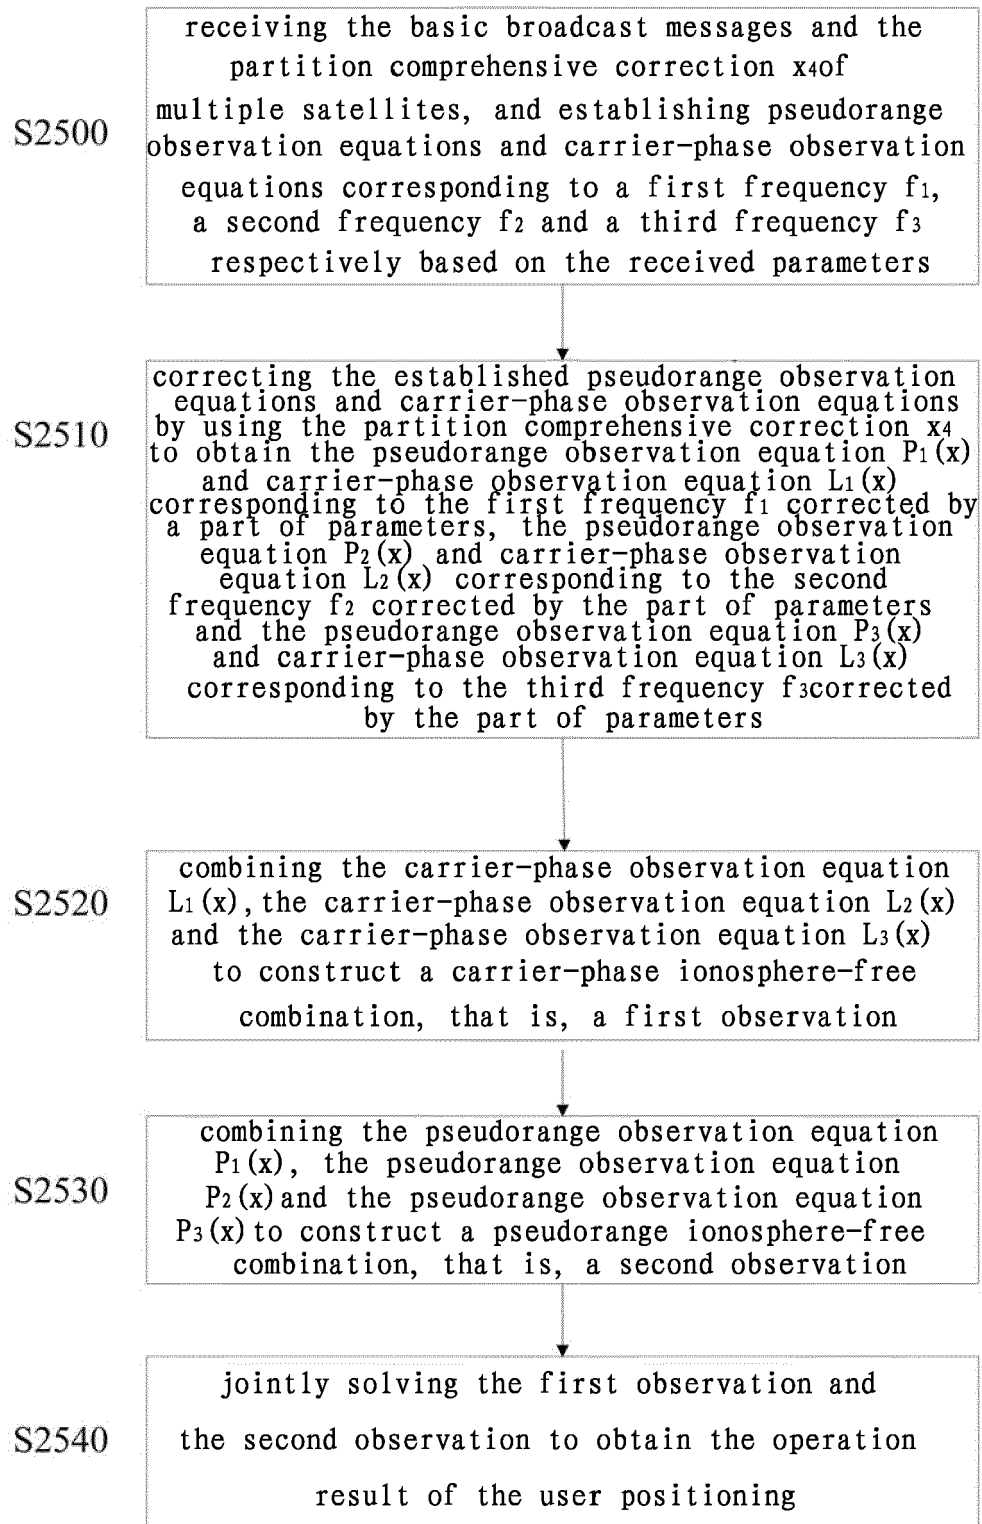 receiving the basic broadcast messages and the
partition comprehensive correction x4of
S2500
multiple satellites, and establishing pseudorange
observation equations and carrier-phase observation
equations corresponding to a first frequency f1,
a second frequency f2 and a third frequency f3
respectively based on the received parameters
correcting the established pseudorange observation
equations and carrier-phase observation equations
S2510
by using the partition comprehensive correction x4
to obtain the pseudorange observation equation P1(x)
and carrier-phase observation equation L1(x)
corresponding to the first frequency f1 corrected by
a part of parameters, the pseudorange observation
equation P2(x) and carrier-phase observation
equation L2(x) corresponding to the second
frequency f2 corrected by the part of parameters
and the pseudorange observation equation P3(x)
and carrier-phase observation equation L3(x)
corresponding to the third frequency f3corrected
by the part of parameters
combining the carrier-phase observation equation
S2520
L1(x), the carrier-phase observation equation L2(x)
and the carrier-phase observation equation L3(x)
to construct a carrier-phase ionosphere-free
combination, that is, a first observation
combining the pseudorange observation equation
P1(x), the pseudorange observation equation
S2530
P2(x)and the pseudorange observation equation
P3(x)to construct a pseudorange ionosphere-free
combination, that is, a second observation
jointly solving the first observation and
S2540
the second observation to obtain the operation
result of the user positioning